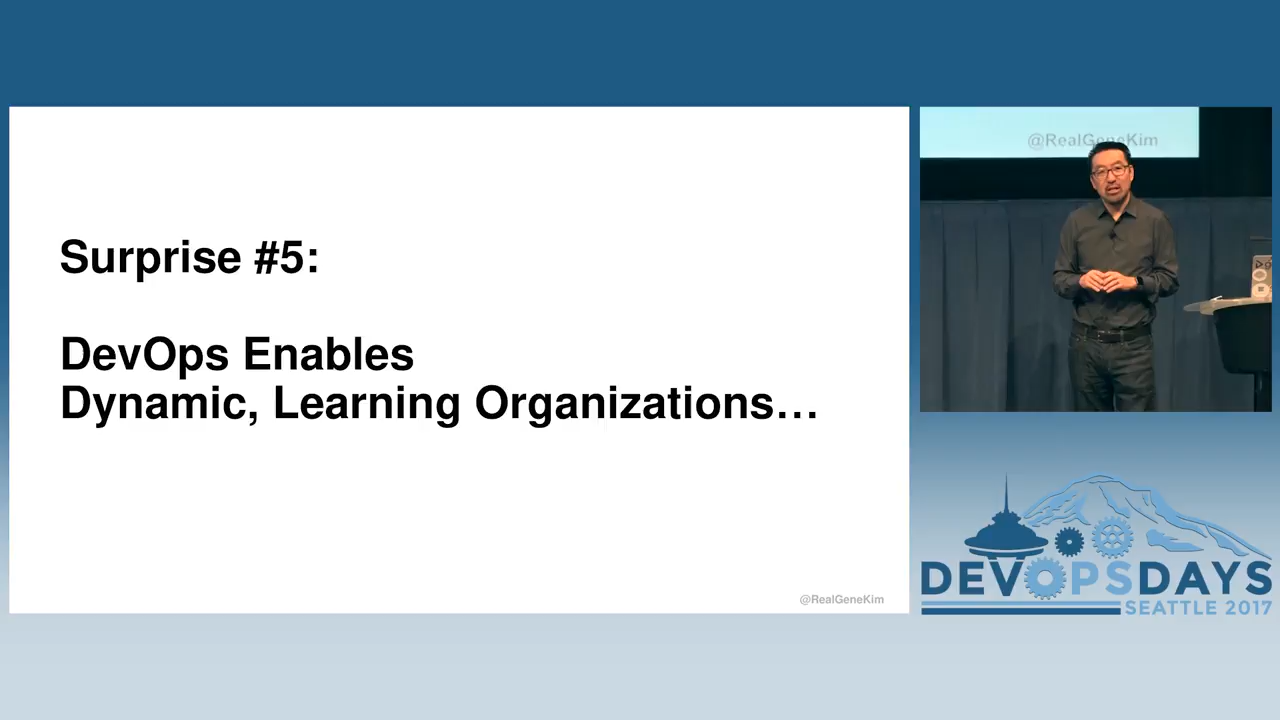 Surprise #5:
DevOps Enables
Dynamic, Learning Organizations…
@RealGeneKim
@RealGeneKim
DEVOPSDAYS
SEATTLE 2017